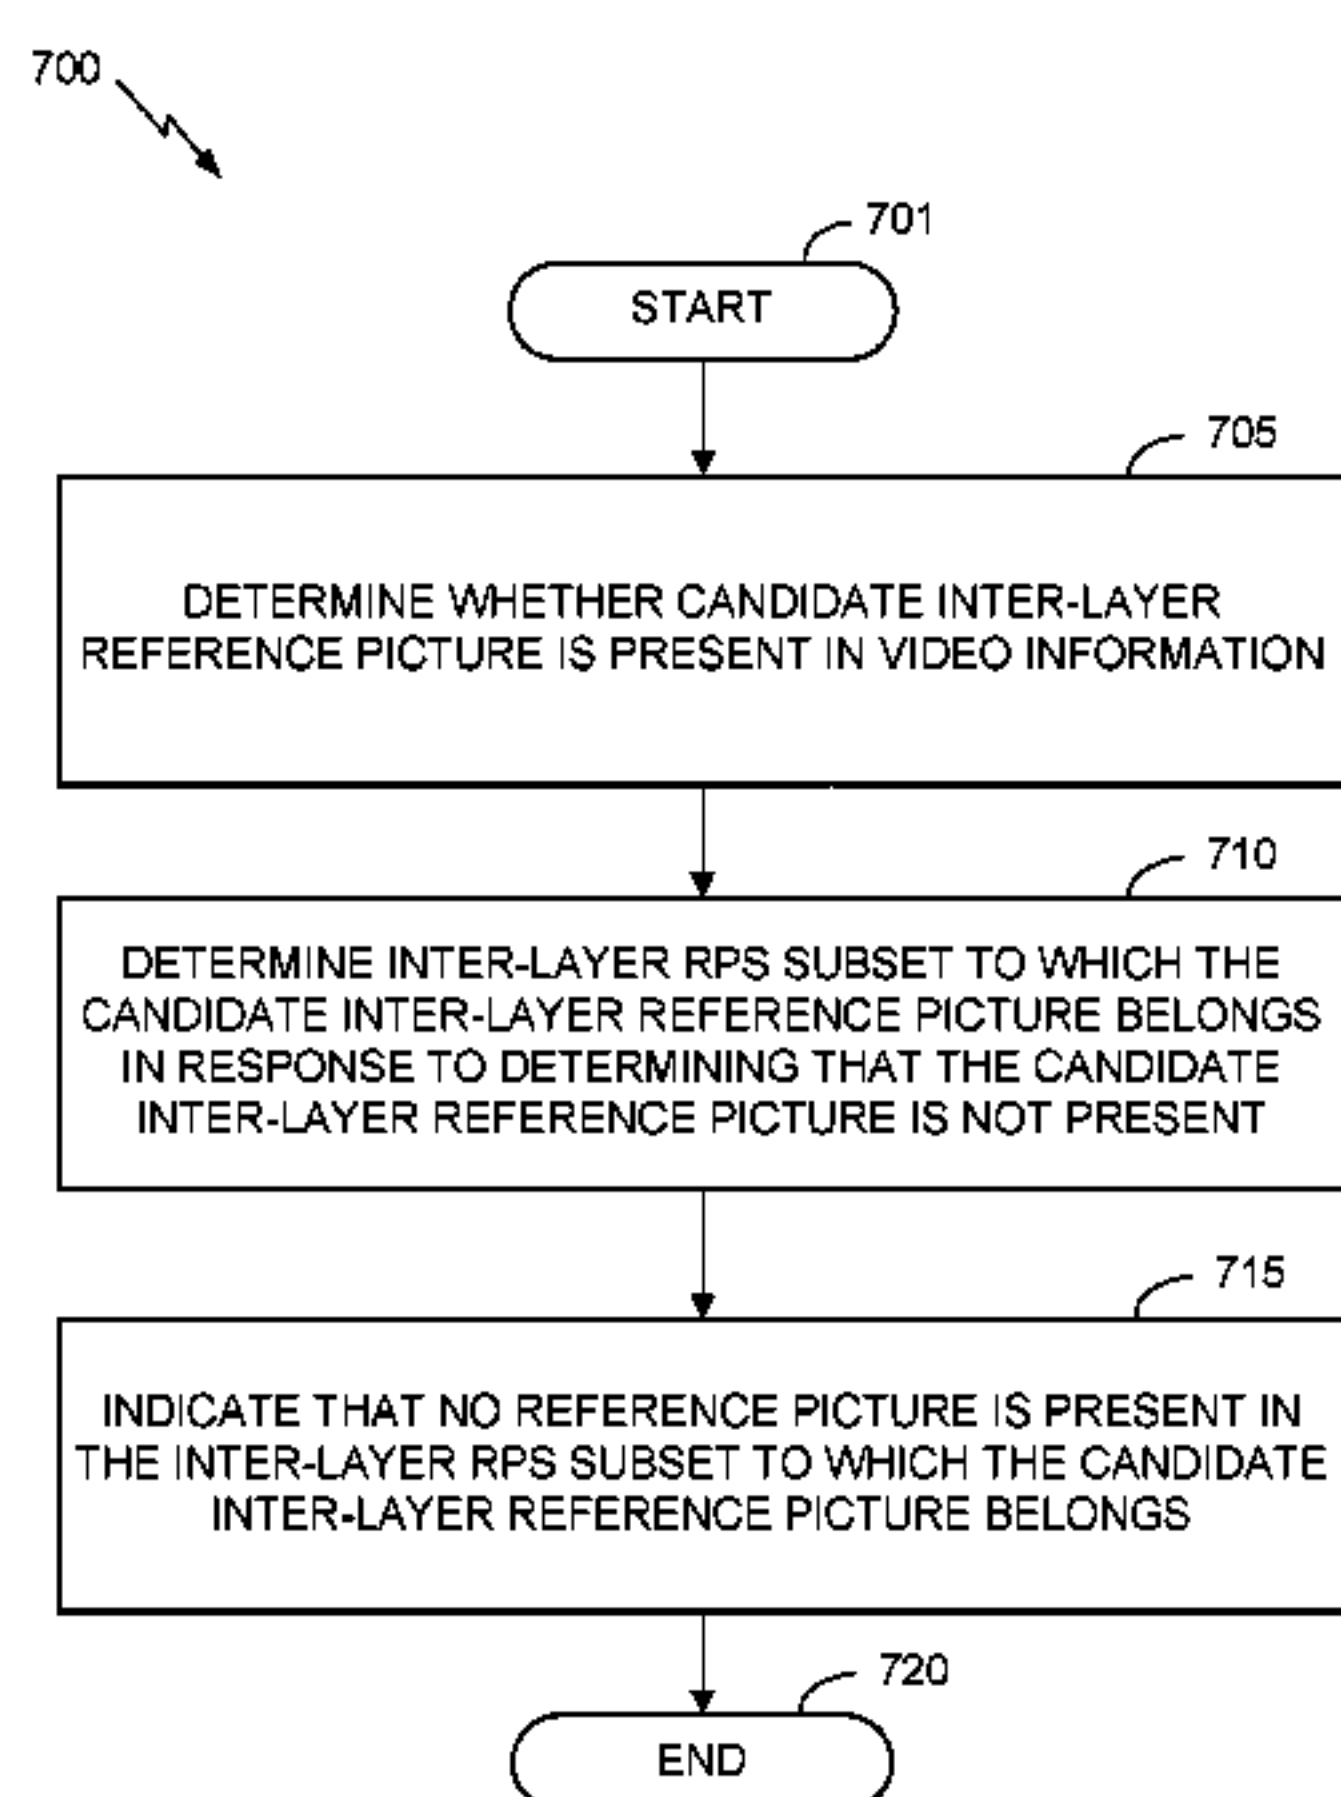 700
701
START
705
DETERMINE WHETHER CANDIDATE INTER-LAYER
REFERENCE PICTURE IS PRESENT IN VIDEO INFORMATION
710
DETERMINE INTER-LAYER RPS SUBSET TO WHICH THE
CANDIDATE INTER-LAYER REFERENCE PICTURE BELONGS
IN RESPONSE TO DETERMINING THAT THE CANDIDATE
INTER-LAYER REFERENCE PICTURE IS NOT PRESENT
715
INDICATE THAT NO REFERENCE PICTURE IS PRESENT IN
THE INTER-LAYER RPS SUBSET TO WHICH THE CANDIDATE
INTER-LAYER REFERENCE PICTURE BELONGS
720
END